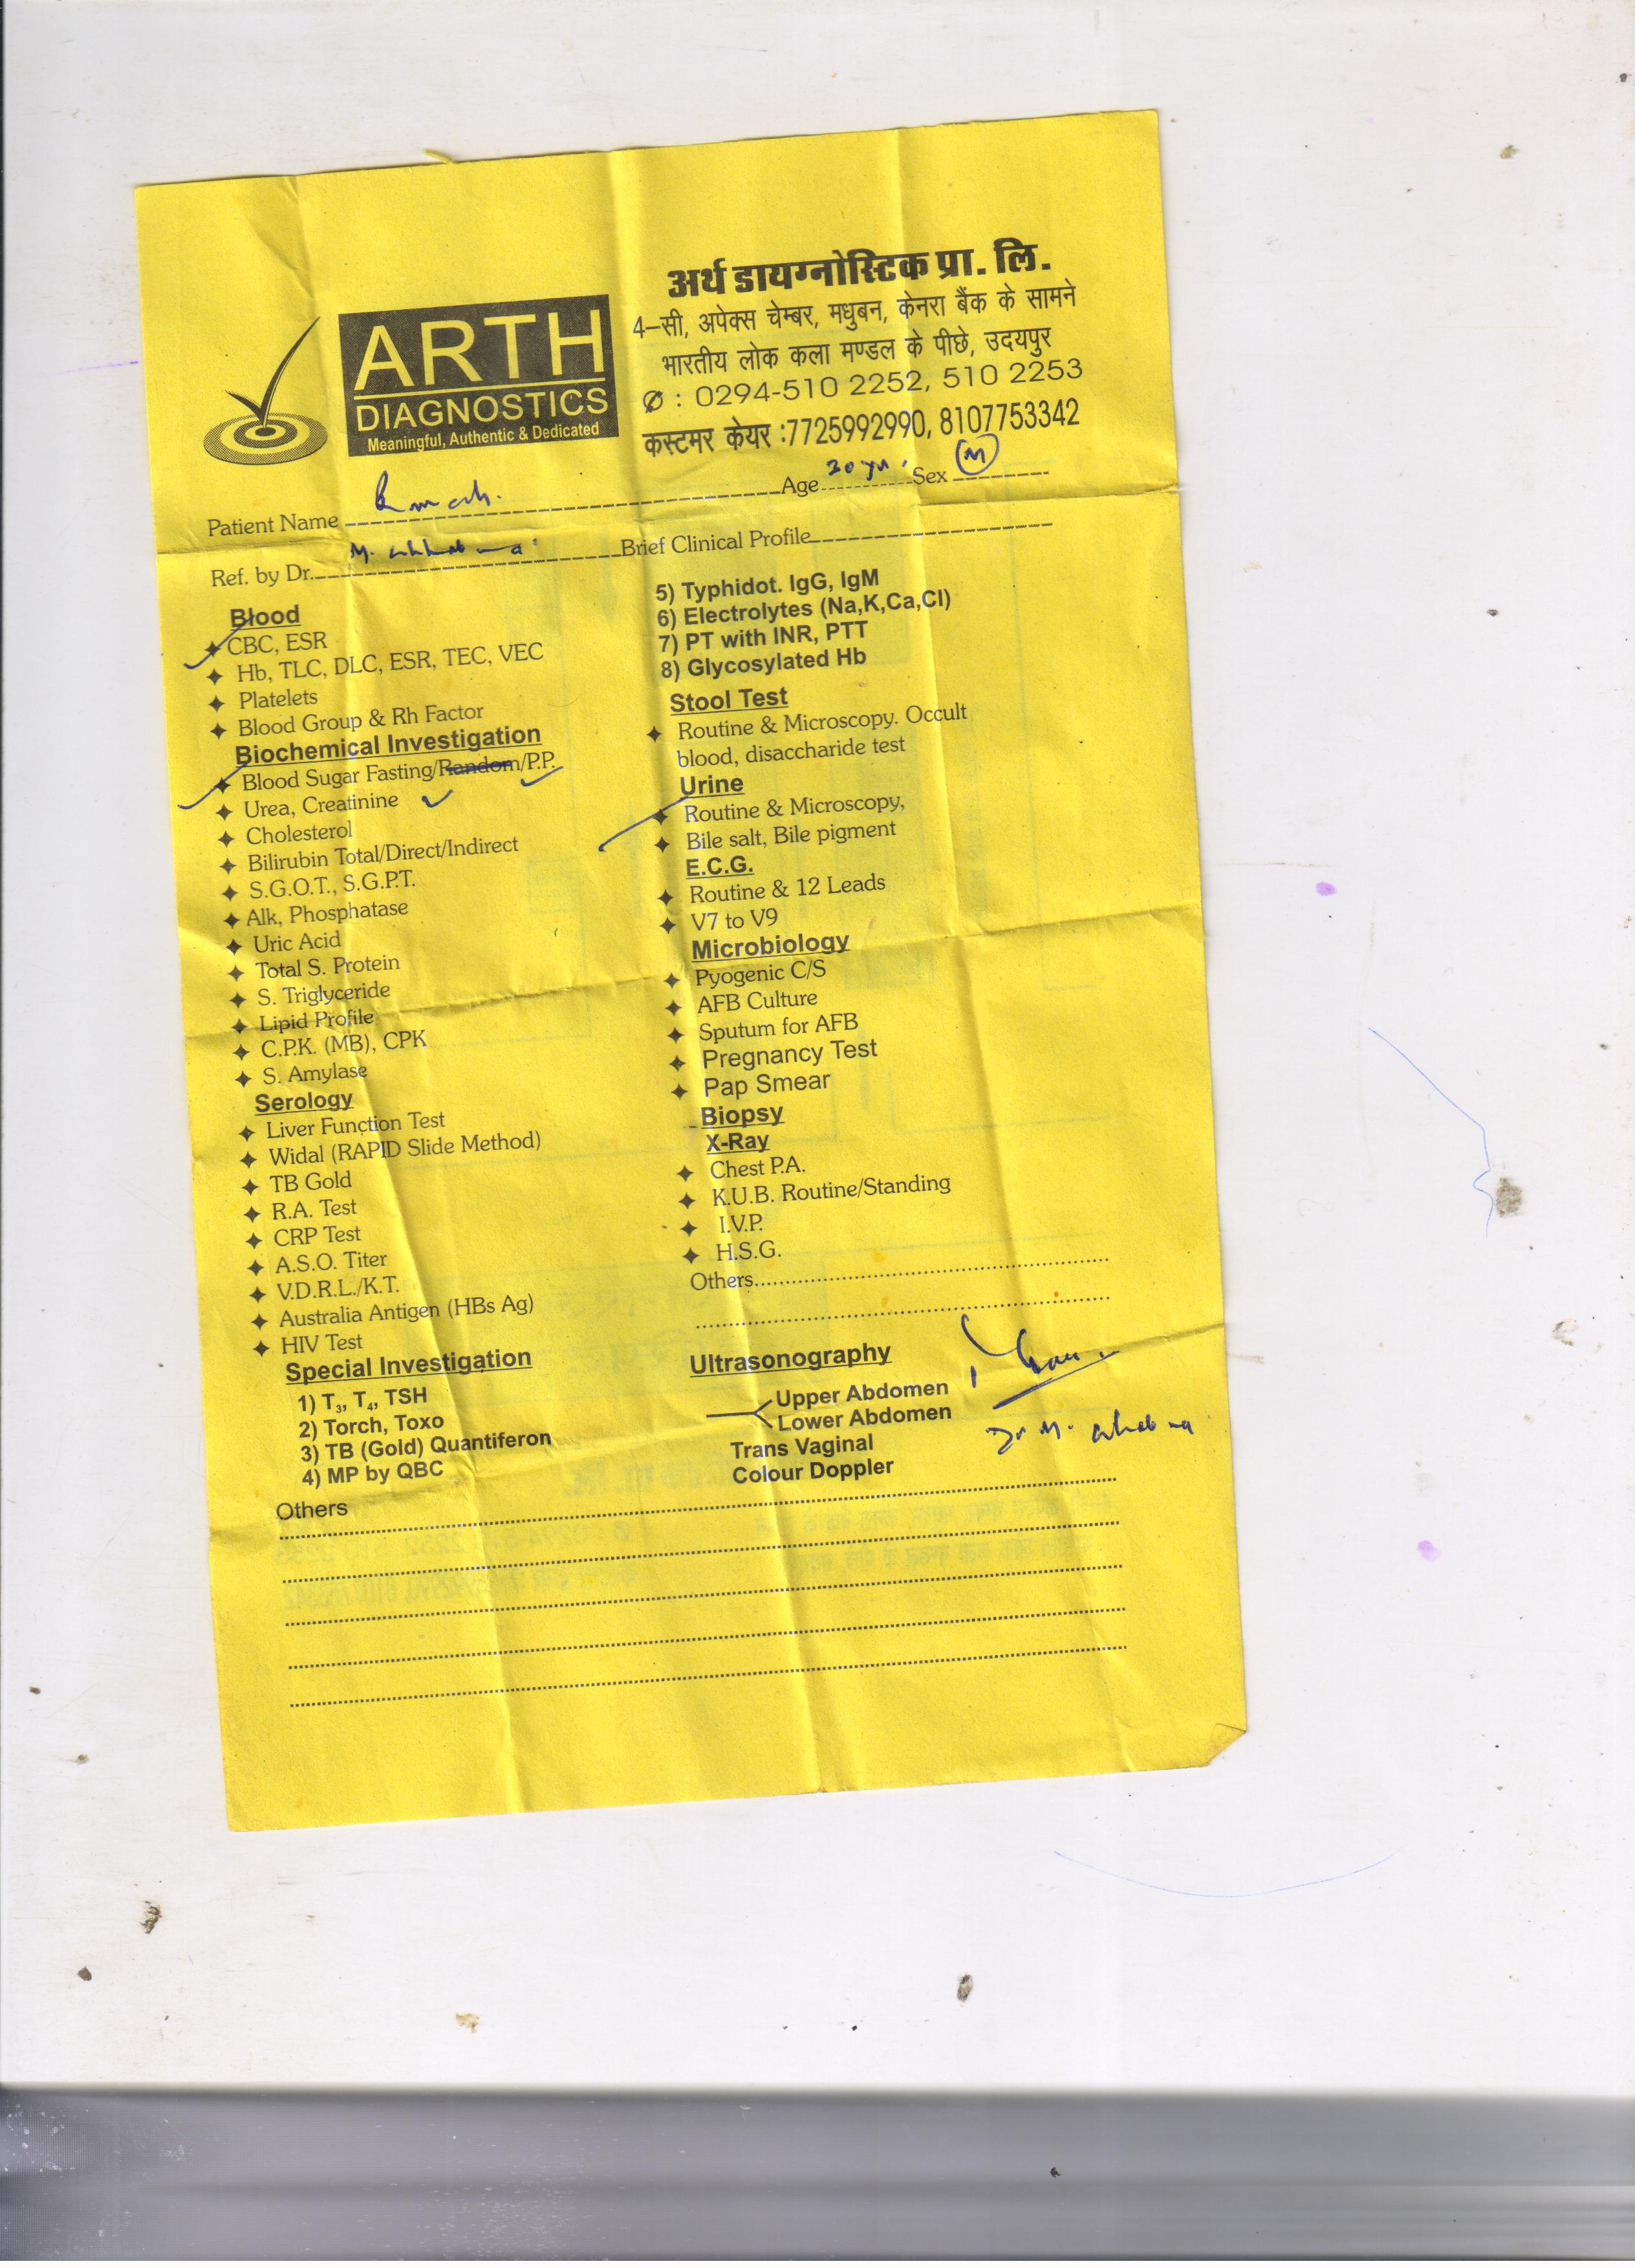 अर्थ डायग्नोस्टिक प्रा. लि.
4–सी, अपेक्स चेम्बर, मधुबन, केनरा बैंक के सामने
भारतीय लोक कला मण्डल के पीछे, उदयपुर
: 0294-510 2252, 510 2253
कस्टमर केयर :7725992990, 8107753342
ARTH
DIAGNOSTICS
Meaningful, Authentic & Dedicated
Patient Name Age Sex M
Ref. by Dr. M. Brief Clinical Profile
Blood
CBC, ESR
Hb, TLC, DLC, ESR, TEC, VEC
Platelets
Blood Group & Rh Factor
Biochemical Investigation
Blood Sugar Fasting/Random/P.P.
Urea, Creatinine
Cholesterol
Bilirubin Total/Direct/Indirect
S.G.O.T., S.G.P.T.
Alk, Phosphatase
Uric Acid
Total S. Protein
S. Triglyceride
Lipid Profile
C.P.K. (MB), CPK
S. Amylase
Serology
Liver Function Test
Widal (RAPID Slide Method)
TB Gold
R.A. Test
CRP Test
A.S.O. Titer
V.D.R.L./K.T.
Australia Antigen (HBs Ag)
HIV Test
Special Investigation
1) T3, T4, TSH
2) Torch, Toxo
3) TB (Gold) Quantiferon
4) MP by QBC
5) Typhidot. IgG, IgM
6) Electrolytes (Na,K,Ca,Cl)
7) PT with INR, PTT
8) Glycosylated Hb
Stool Test
Routine & Microscopy. Occult
blood, disaccharide test
Urine
Routine & Microscopy,
Bile salt, Bile pigment
E.C.G.
Routine & 12 Leads
V7 to V9
Microbiology
Pyogenic C/S
AFB Culture
Sputum for AFB
Pregnancy Test
Pap Smear
Biopsy
X-Ray
Chest P.A.
K.U.B. Routine/Standing
I.V.P.
H.S.G.
Others
Ultrasonography
Upper Abdomen
Lower Abdomen
Trans Vaginal
Colour Doppler
Dr M.
Others